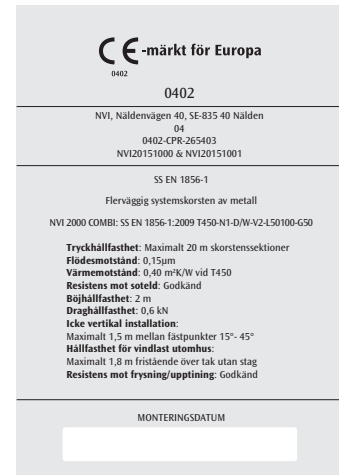 CE-märkt för Europa
0402
0402
NVI, Näldenvägen 40, SE-835 40 Nälden
04
0402-CPR-265403
NVI20151000 & NVI20151001
SS EN 1856-1
Flerväggig systemskorsten av metall
NVI 2000 COMBI: SS EN 1856-1:2009 T450-N1-D/W-V2-L50100-G50
Tryckhållfasthet: Maximalt 20 m skorstenssektioner
Flödesmotstånd: 0,15µm
Värmemotstånd: 0,40 m²K/W vid T450
Resistens mot soteld: Godkänd
Böjhållfasthet: 2 m
Draghållfasthet: 0,6 kN
Icke vertikal installation:
Maximalt 1,5 m mellan fästpunkter 15°- 45°
Hållfasthet för vindlast utomhus:
Maximalt 1,8 m fristående över tak utan stag
Resistens mot frysning/upptining: Godkänd
MONTERINGSDATUM